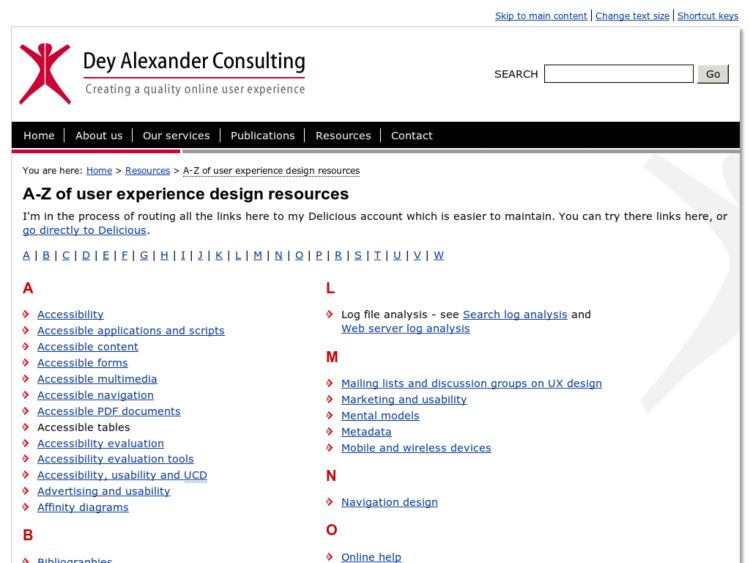 Skip to main content | Change text size | Shortcut keys
Dey Alexander Consulting
Creating a quality online user experience
SEARCH Go
Home | About us | Our services | Publications | Resources | Contact
You are here: Home > Resources > A-Z of user experience design resources
A-Z of user experience design resources
I'm in the process of routing all the links here to my Delicious account which is easier to maintain. You can try there links here, or
go directly to Delicious.
A | B | C | D | E | F | G | H | I | J | K | L | M | N | O | P | R | S | T | U | V | W
A
Accessibility
Accessible applications and scripts
Accessible content
Accessible forms
Accessible multimedia
Accessible navigation
Accessible PDF documents
Accessible tables
Accessibility evaluation
Accessibility evaluation tools
Accessibility, usability and UCD
Advertising and usability
Affinity diagrams
B
Bibliographies
L
Log file analysis - see Search log analysis and
Web server log analysis
M
Mailing lists and discussion groups on UX design
Marketing and usability
Mental models
Metadata
Mobile and wireless devices
N
Navigation design
O
Online help